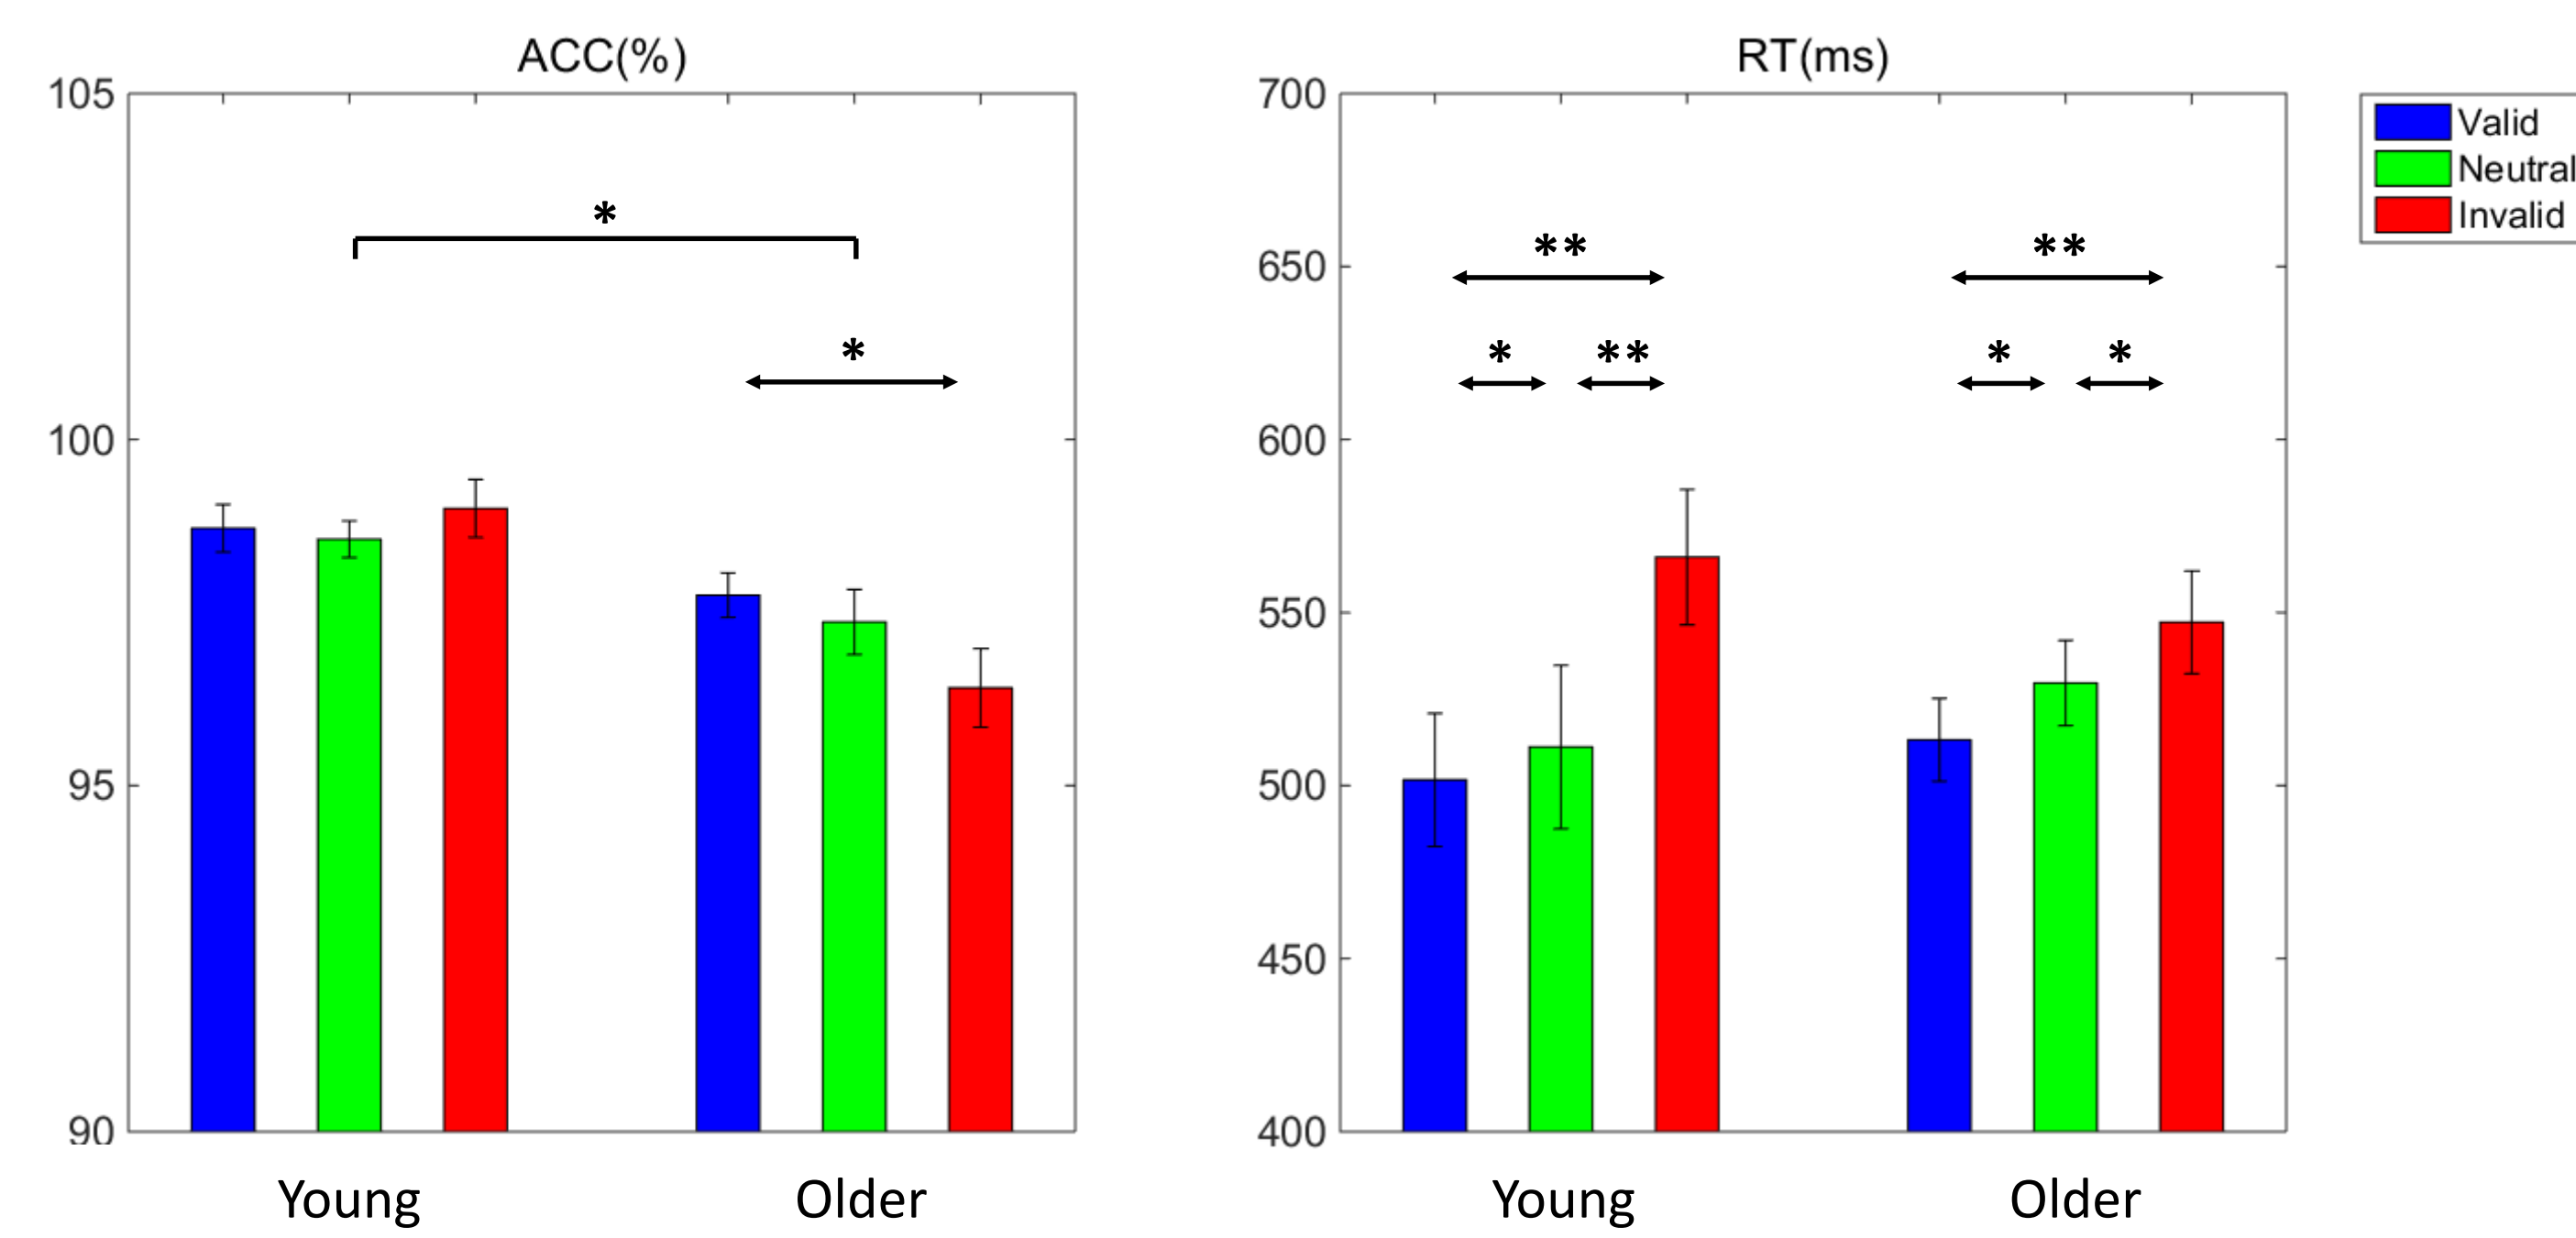 ACC(%)
105
100
95
90
*
*
Young
Older
RT(ms)
700
650
600
550
500
450
400
**
**
*
**
*
*
Young
Older
Valid
Neutral
Invalid